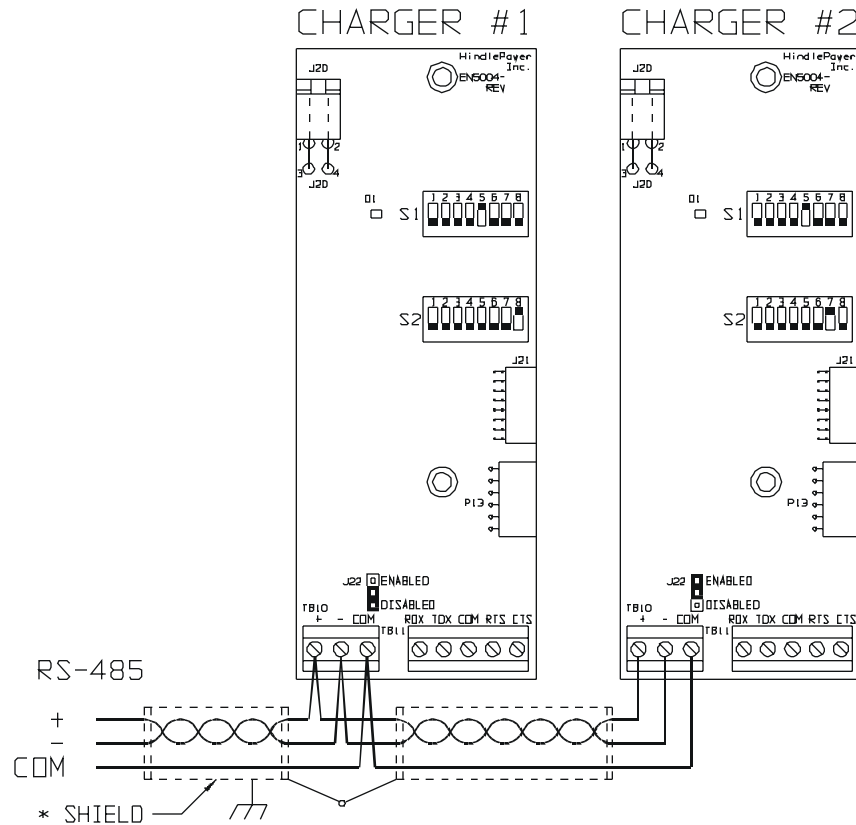 CHARGER #1
CHARGER #2
HindlePower
Inc.
EN5004-
REV
J20
1 2
3 4
J20
D1
S1
1 2 3 4 5 6 7 8
S2
1 2 3 4 5 6 7 8
J21
P13
J22
ENABLED
DISABLED
TB10
+ - COM
TB11
RDX TDX COM RTS CTS
HindlePower
Inc.
EN5004-
REV
J20
1 2
3 4
J20
D1
S1
1 2 3 4 5 6 7 8
S2
1 2 3 4 5 6 7 8
J21
P13
J22
ENABLED
DISABLED
TB10
+ - COM
TB11
RDX TDX COM RTS CTS
RS-485
+
-
COM
* SHIELD